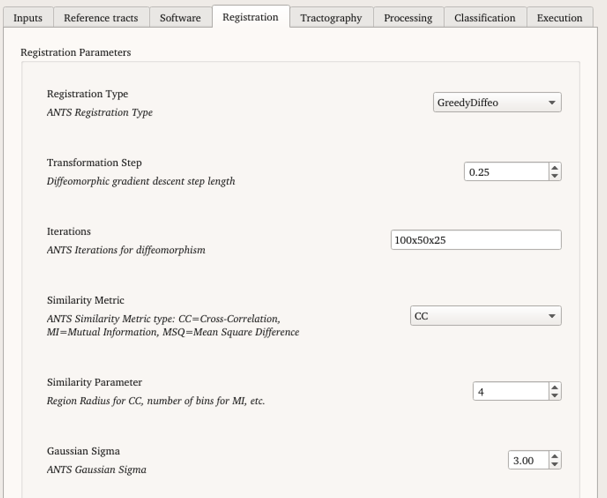 Inputs
Reference tracts
Software
Registration
Tractography
Processing
Classification
Execution
Registration Parameters
Registration Type
GreedyDiffeo
ANTS Registration Type
Transformation Step
0.25
Diffeomorphic gradient descent step length
Iterations
100x50x25
ANTS Iterations for diffeomorphism
Similarity Metric
CC
ANTS Similarity Metric type: CC=Cross-Correlation,
MI=Mutual Information, MSQ=Mean Square Difference
Similarity Parameter
4
Region Radius for CC, number of bins for MI, etc.
Gaussian Sigma
3.00
ANTS Gaussian Sigma